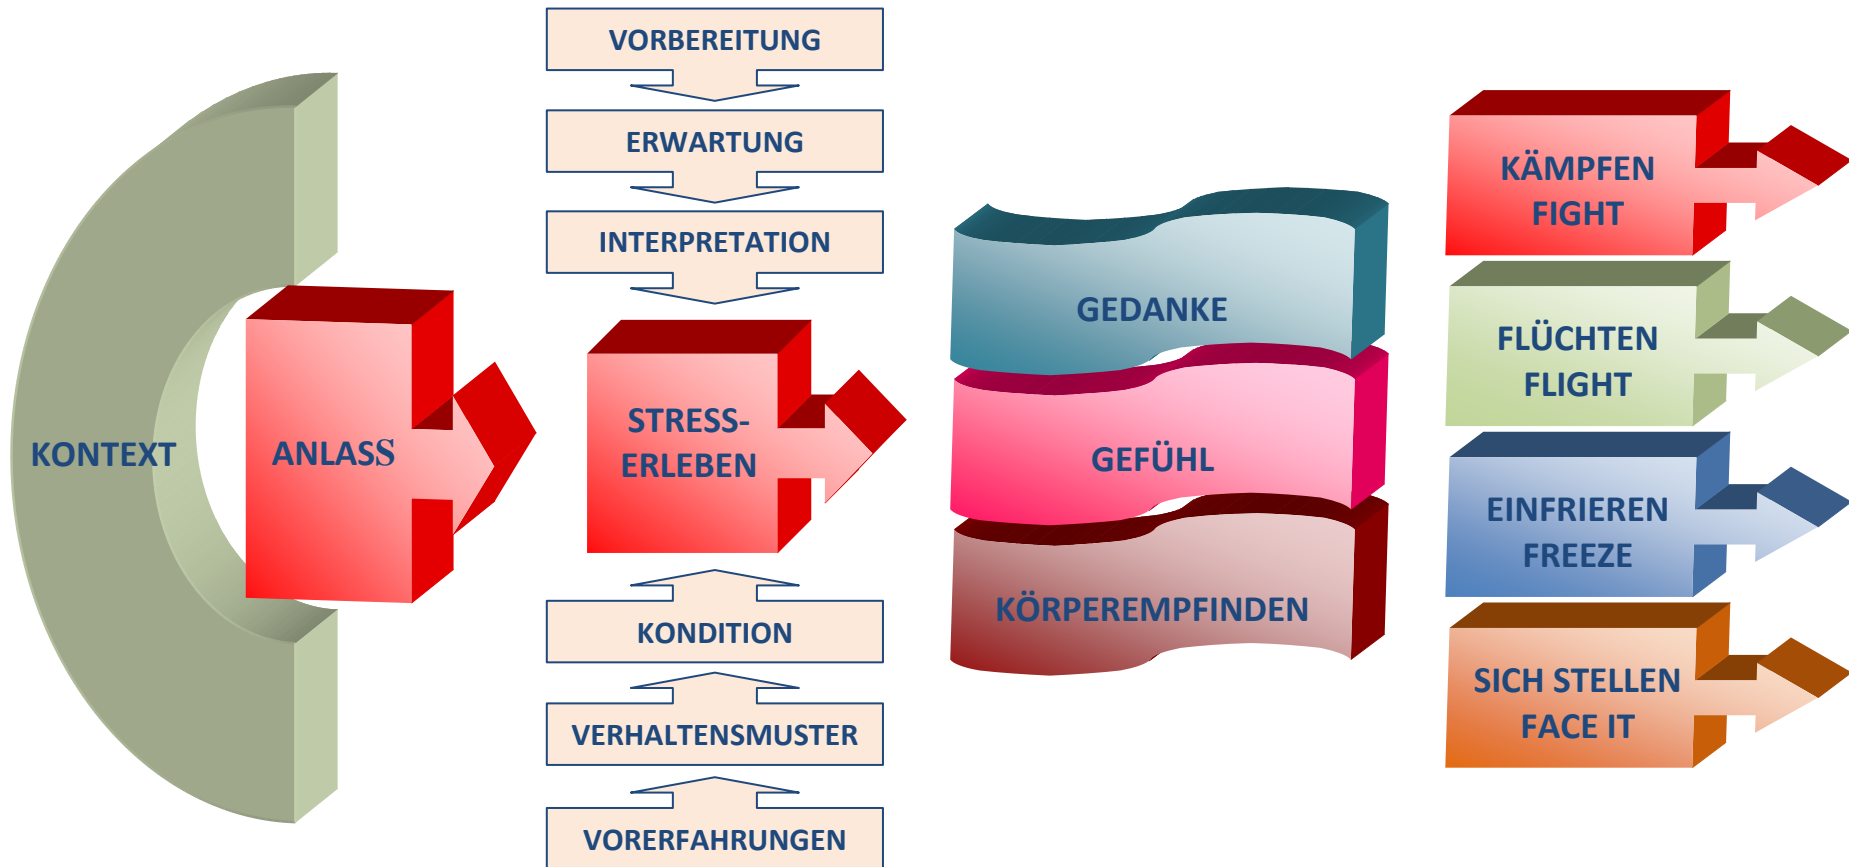 KONTEXT
ANLASS
VORBEREITUNG
ERWARTUNG
INTERPRETATION
STRESS-
ERLEBEN
KONDITION
VERHALTENSMUSTER
VORERFAHRUNGEN
GEDANKE
GEFÜHL
KÖRPEREMPFINDEN
KÄMPFEN
FIGHT
FLÜCHTEN
FLIGHT
EINFRIEREN
FREEZE
SICH STELLEN
FACE IT